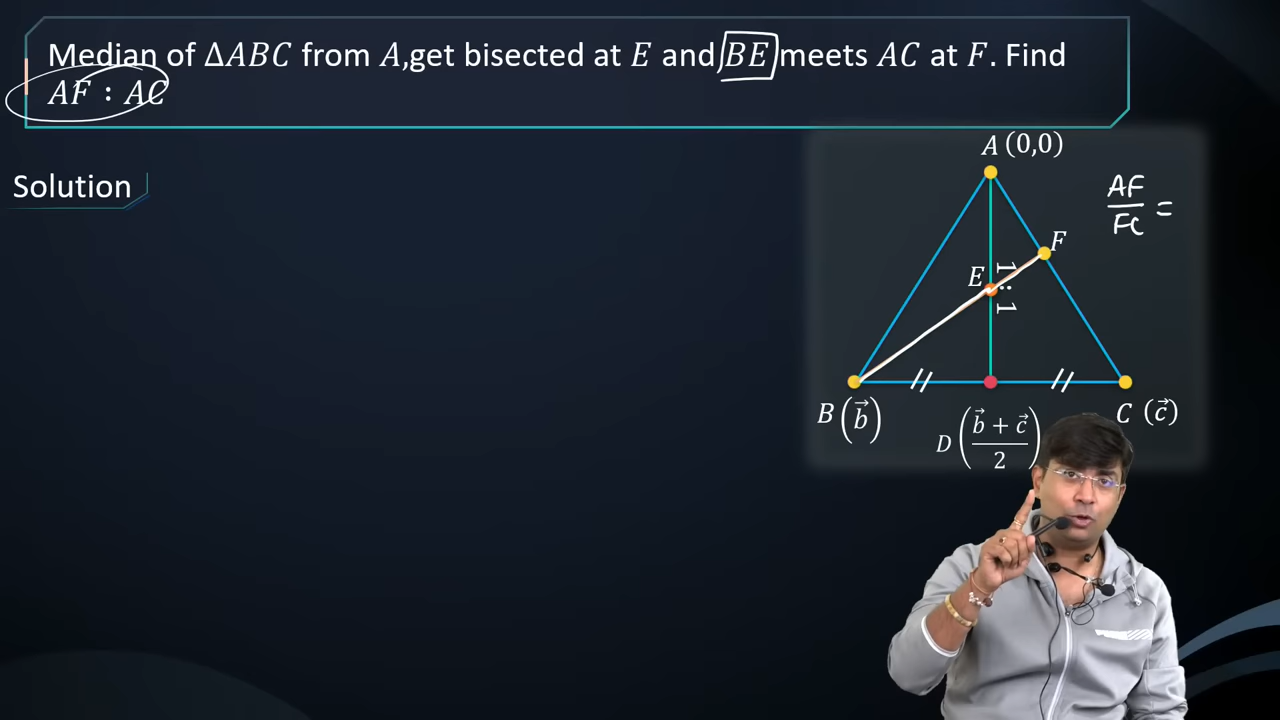 Median of ΔABC from A,get bisected at E and BE meets AC at F. Find
AF : AC
Solution
A (0,0)
AF/FC =
F
E
1 : 1
B (b⃗)
D ((b⃗ + c⃗)/2)
C (c⃗)